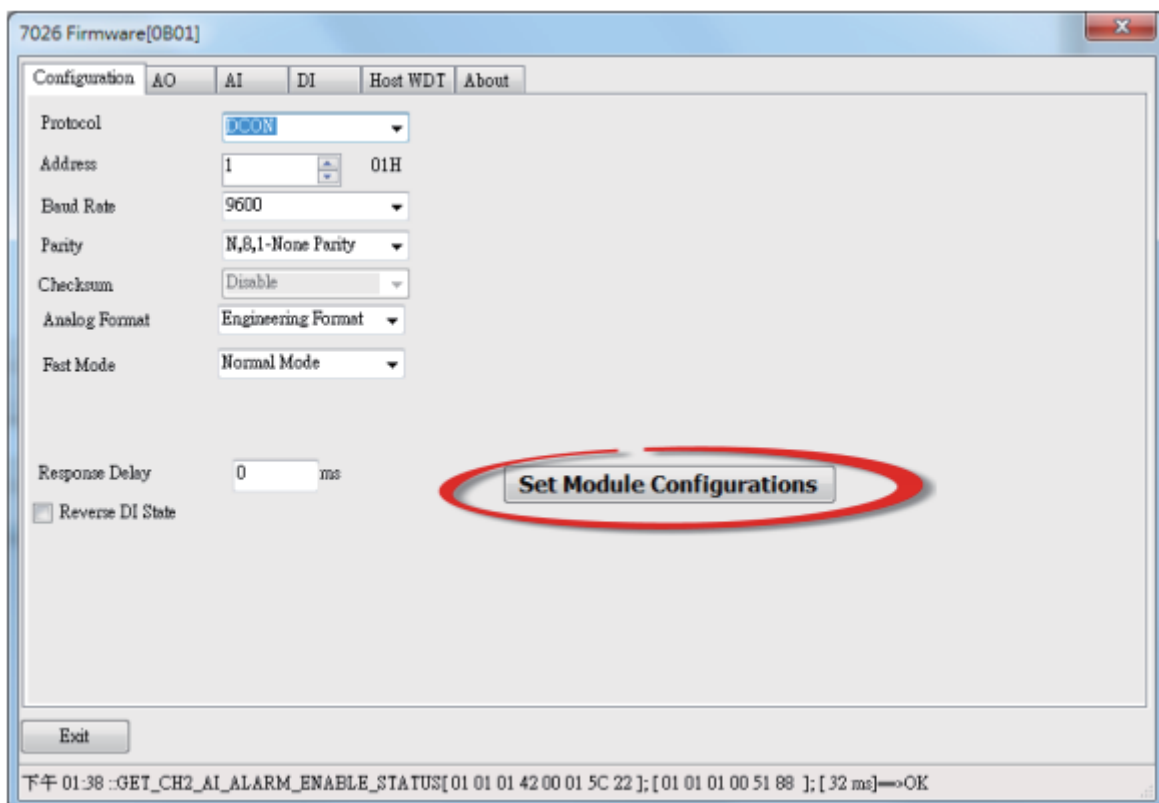 7026 Firmware[0B01]
Configuration AO AI DI Host WDT About
Protocol DCON
Address 1 01H
Baud Rate 9600
Parity N,8,1-None Parity
Checksum Disable
Analog Format Engineering Format
Fast Mode Normal Mode
Response Delay 0 ms
Set Module Configurations
Reverse DI State
Exit
下午 01:38 ::GET_CH2_AI_ALARM_ENABLE_STATUS[ 01 01 01 42 00 01 5C 22 ]; [ 01 01 01 00 51 88 ]; [ 32 ms]==>OK